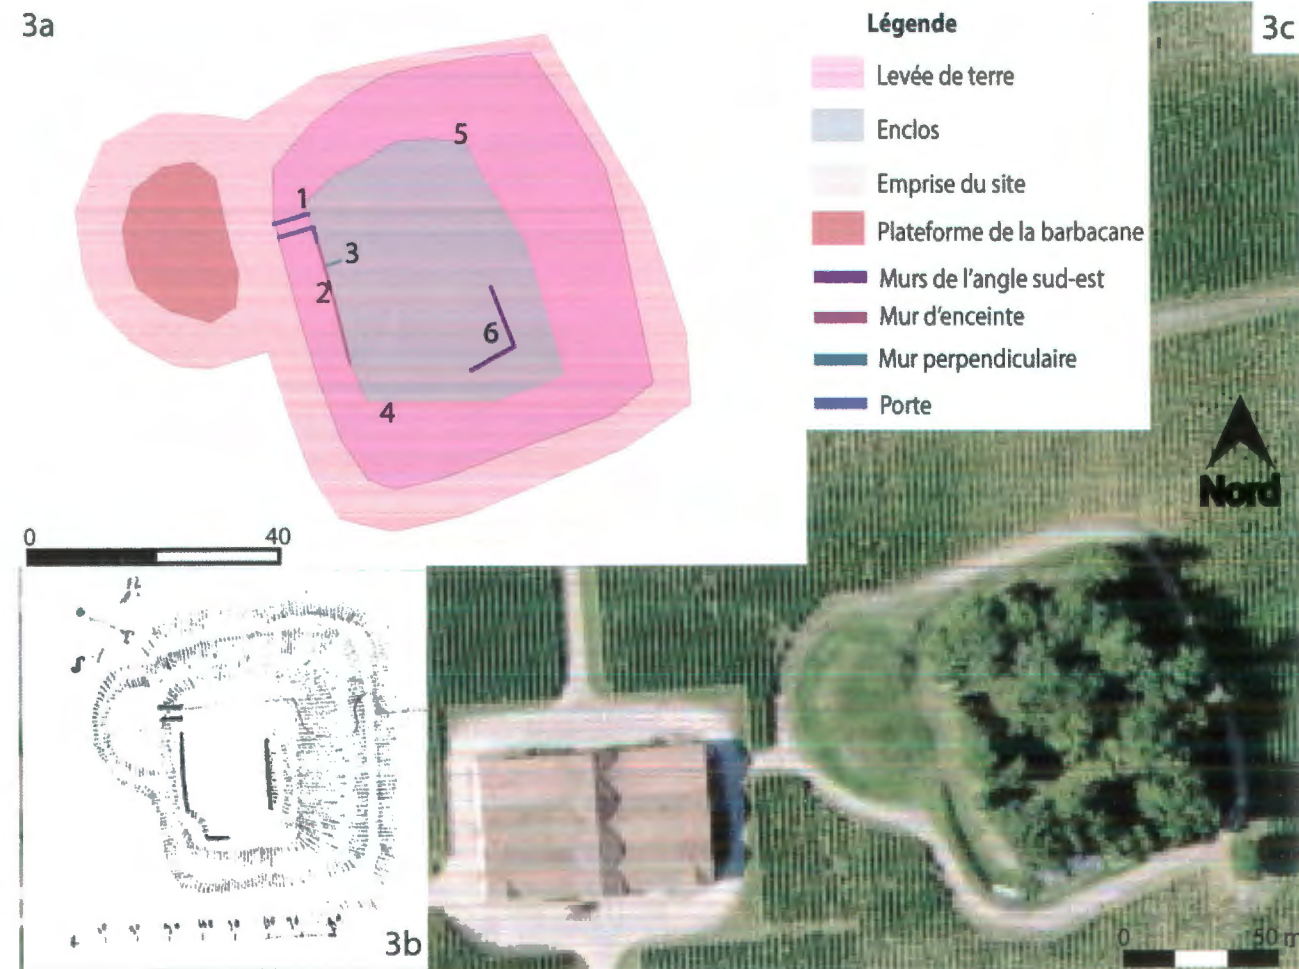 3a
Légende
3c
Levée de terre
Enclos
Emprise du site
Plateforme de la barbacane
Murs de l'angle sud-est
Mur d'enceinte
Mur perpendiculaire
Porte
5
1
3
2
6
4
0 40
Nord
3b
0 50 m